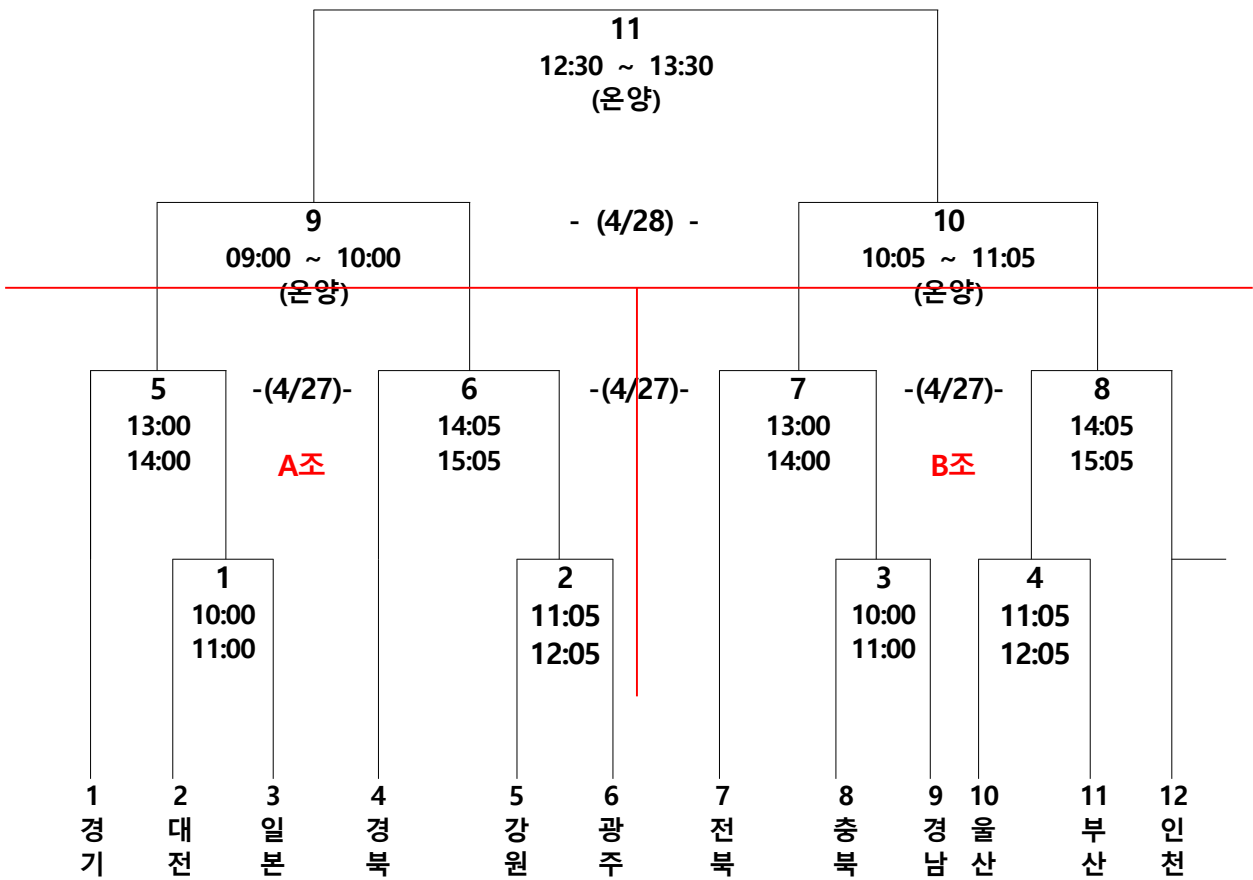 11
12:30 ~ 13:30
(온양)
9 - (4/28) - 10
09:00 ~ 10:00 10:05 ~ 11:05
(온양) (온양)
5 -(4/27)- 6 -(4/27)- 7 -(4/27)- 8
13:00 14:05 13:00 14:05
14:00 A조 15:05 14:00 B조 15:05
1 2 3 4
10:00 11:05 10:00 11:05
11:00 12:05 11:00 12:05
1 2 3 4 5 6 7 8 9 10 11 12
경 대 일 경 강 광 전 충 경 울 부 인
기 전 본 북 원 주 북 북 남 산 산 천